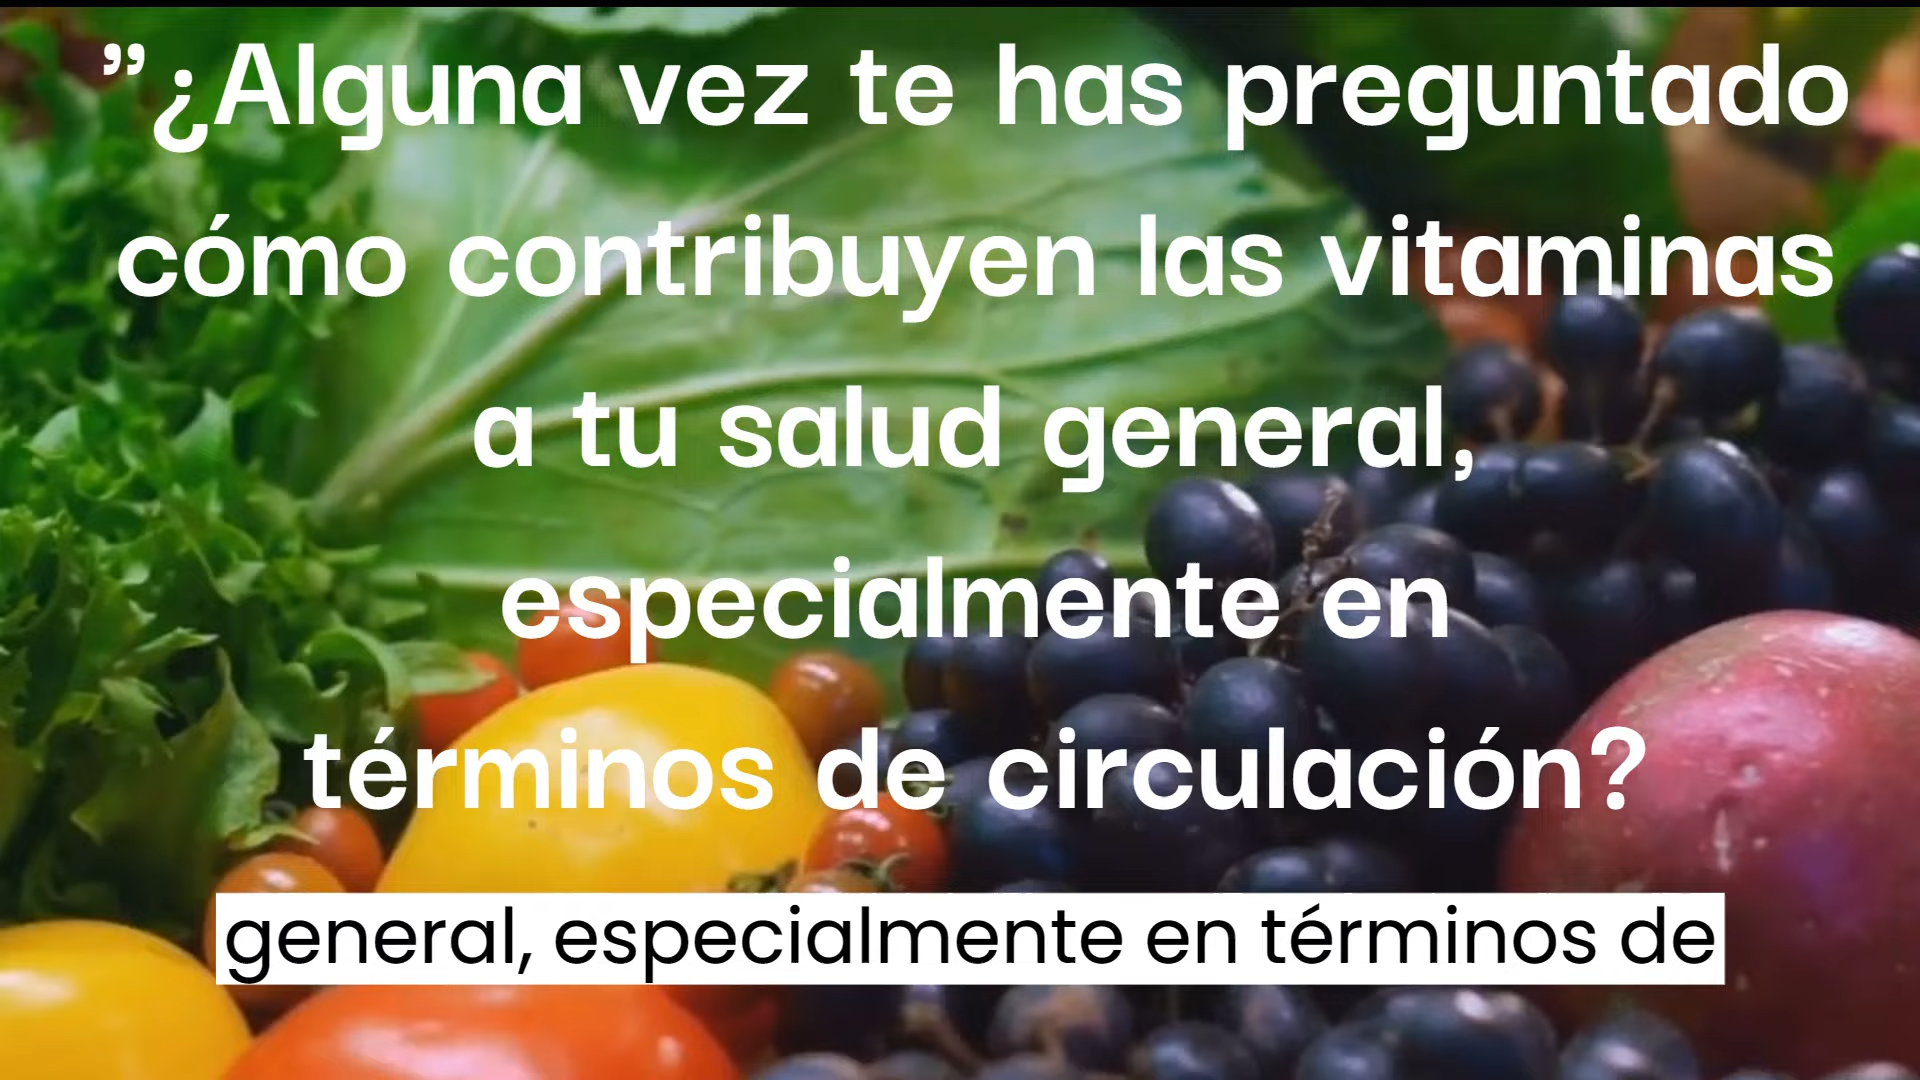 ”¿Alguna vez te has preguntado
cómo contribuyen las vitaminas
a tu salud general,
especialmente en
términos de circulación?
general, especialmente en términos de